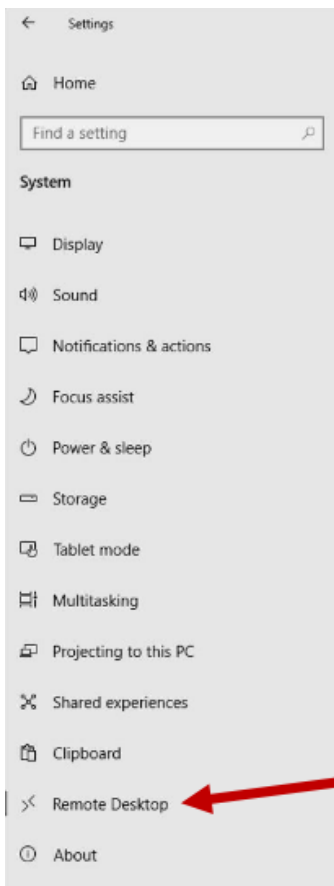 Settings
Home
Find a setting
System
Display
Sound
Notifications & actions
Focus assist
Power & sleep
Storage
Tablet mode
Multitasking
Projecting to this PC
Shared experiences
Clipboard
Remote Desktop
About